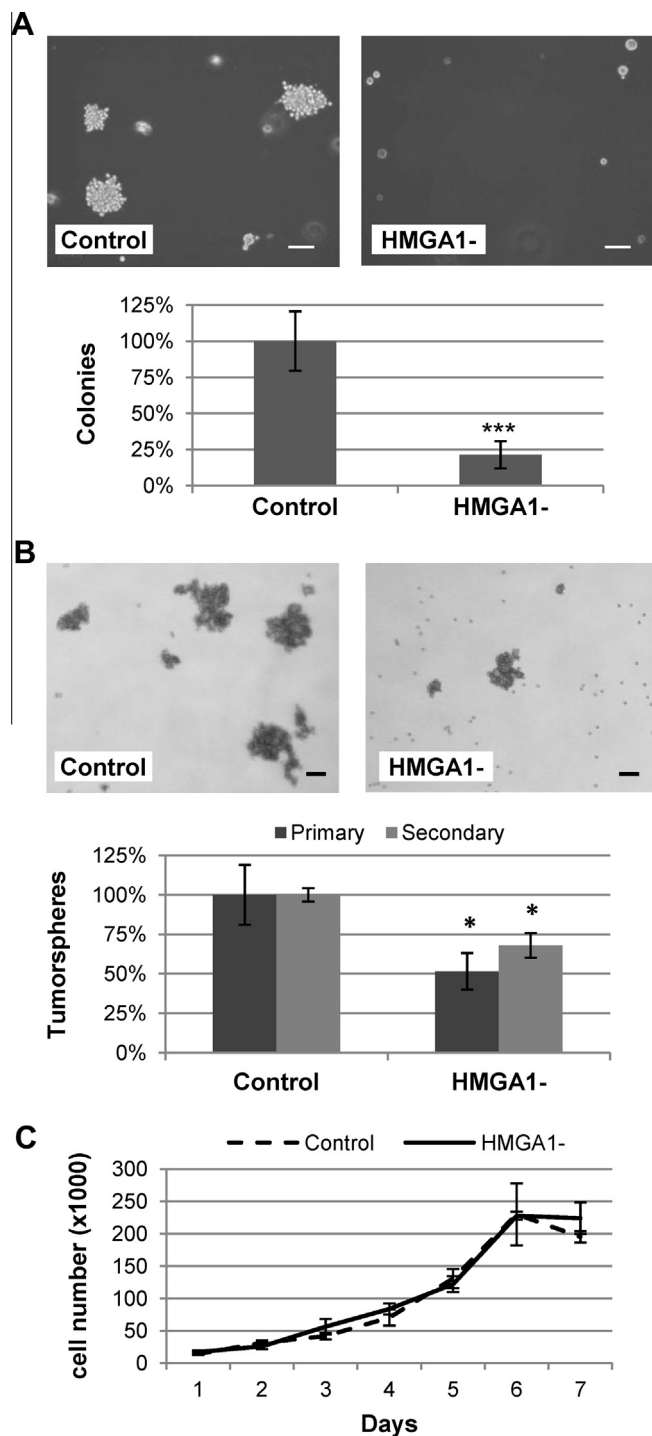 A
Control
HMGA1-
125%
100%
75%
50%
25%
0%
Colonies
***
Control
HMGA1-
B
Control
HMGA1-
Primary
Secondary
125%
100%
75%
50%
25%
0%
Tumorspheres
*
*
Control
HMGA1-
C
Control
HMGA1-
300
250
200
150
100
50
0
cell number (x1000)
1 2 3 4 5 6 7
Days